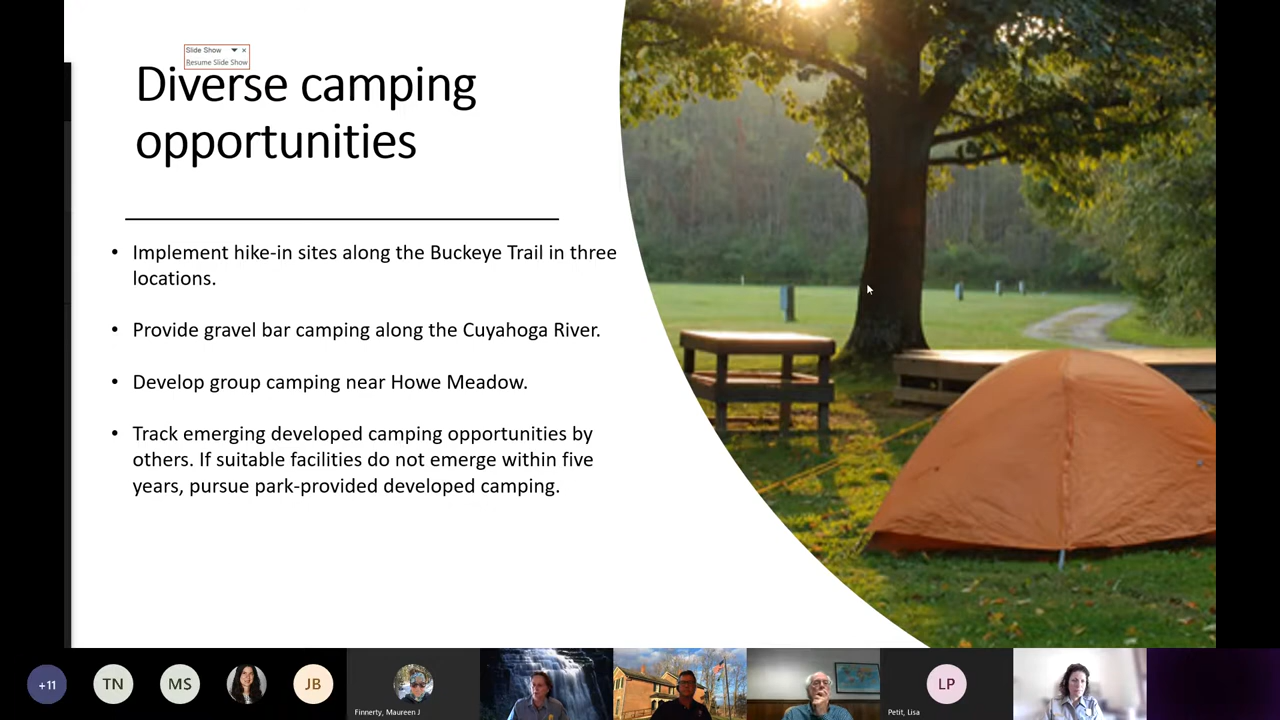 Slide Show
Resume Slide Show
Diverse camping
opportunities
• Implement hike-in sites along the Buckeye Trail in three
locations.
• Provide gravel bar camping along the Cuyahoga River.
• Develop group camping near Howe Meadow.
• Track emerging developed camping opportunities by
others. If suitable facilities do not emerge within five
years, pursue park-provided developed camping.
+11
TN
MS
JB
LP
Finnerty, Maureen J
Petit, Lisa